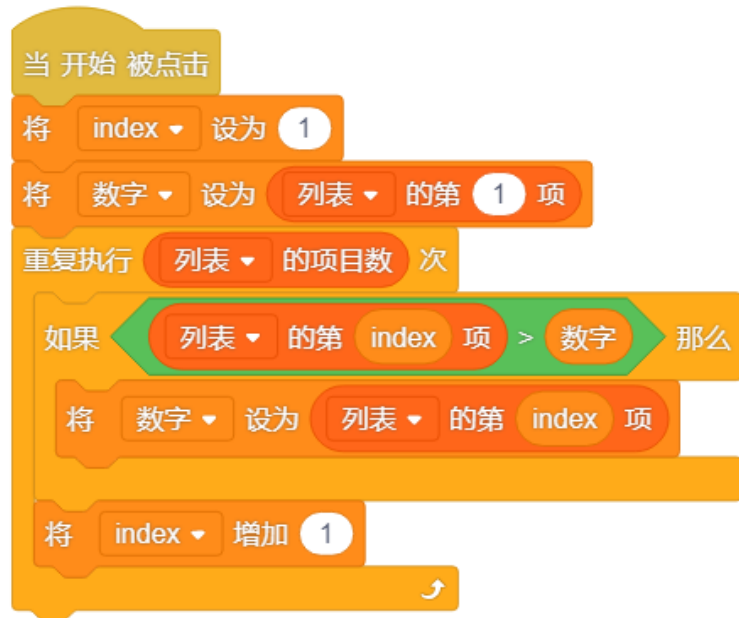 当 开始 被点击
将 index 设为 1
将 数字 设为 列表 的第 1 项
重复执行 列表 的项目数 次
如果 列表 的第 index 项 > 数字 那么
将 数字 设为 列表 的第 index 项
将 index 增加 1